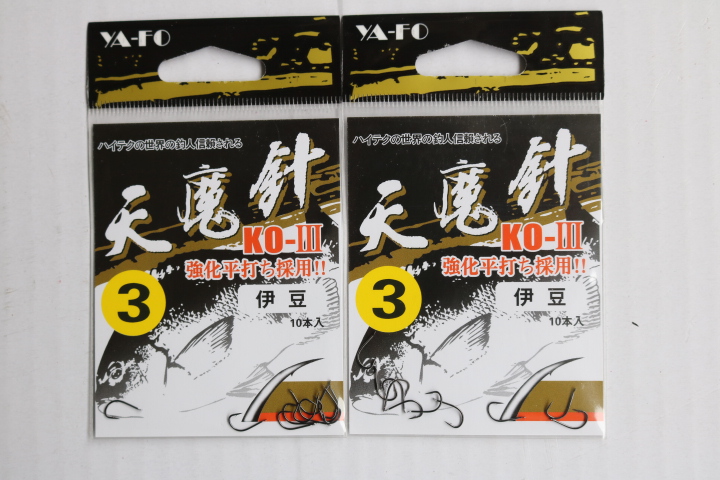 YA-FO
ハイテクの世界の釣人信頼される
天魔針
KO-III
強化平打ち採用!!
3
伊豆
10本入
YA-FO
ハイテクの世界の釣人信頼される
天魔針
KO-III
強化平打ち採用!!
3
伊豆
10本入